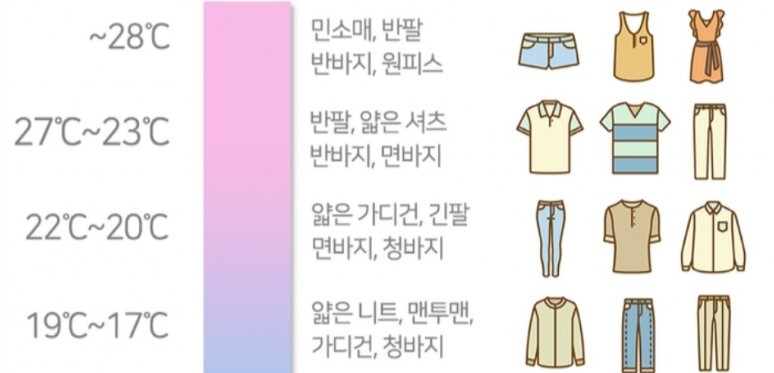 ~28℃
민소매, 반팔
반바지, 원피스
27℃~23℃
반팔, 얇은 셔츠
반바지, 면바지
22℃~20℃
얇은 가디건, 긴팔
면바지, 청바지
19℃~17℃
얇은 니트, 맨투맨,
가디건, 청바지